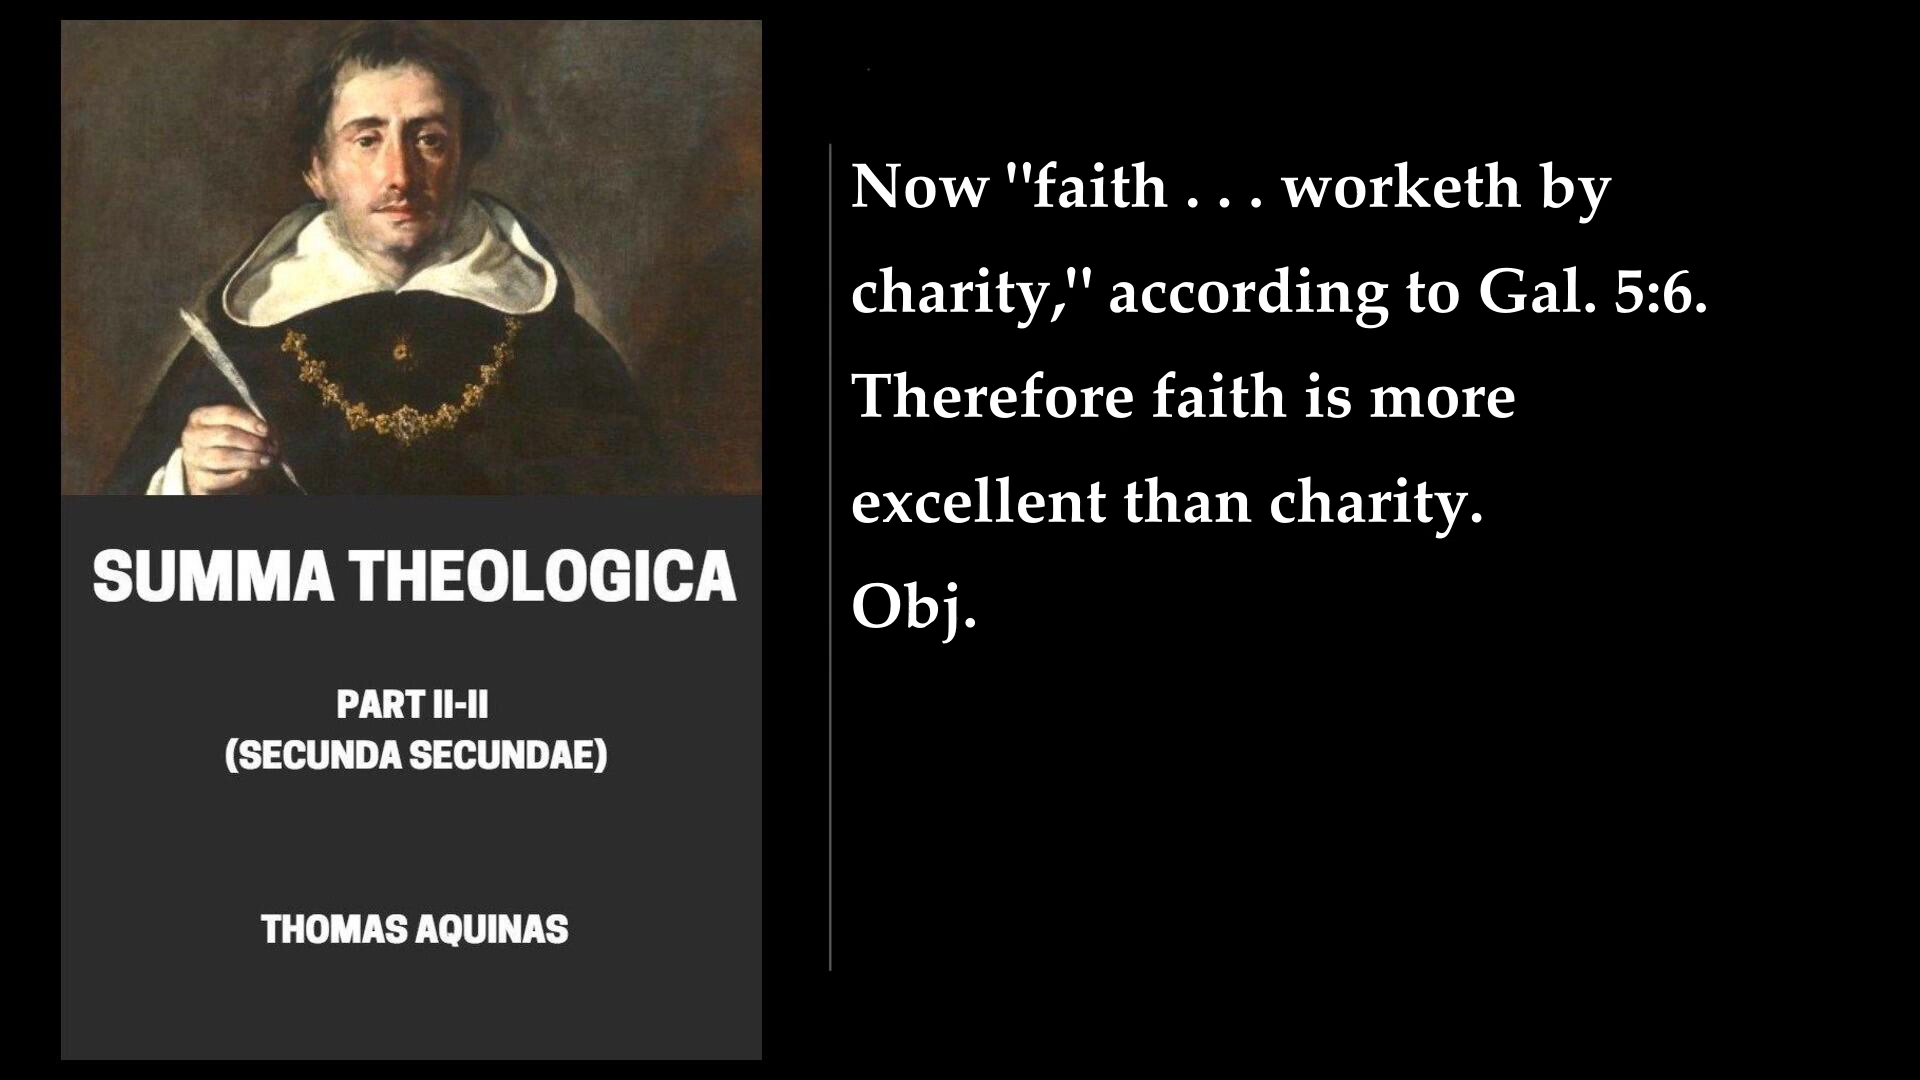 SUMMA THEOLOGICA
PART II-II
(SECUNDA SECUNDAE)
THOMAS AQUINAS
Now "faith . . . worketh by
charity," according to Gal. 5:6.
Therefore faith is more
excellent than charity.
Obj.